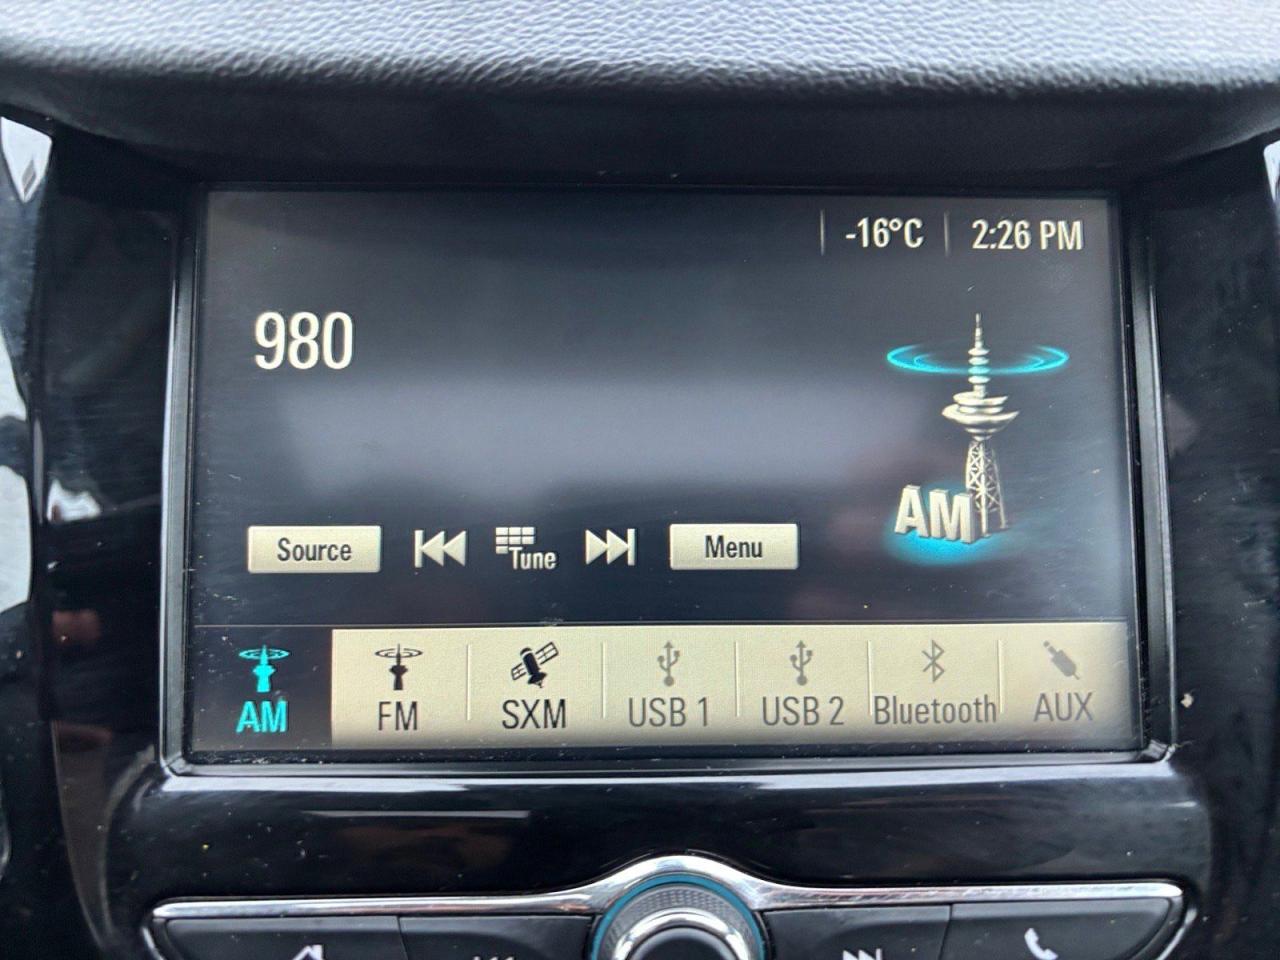 -16°C 2:26 PM
980
AM
Source Tune Menu
AM FM SXM USB 1 USB 2 Bluetooth AUX